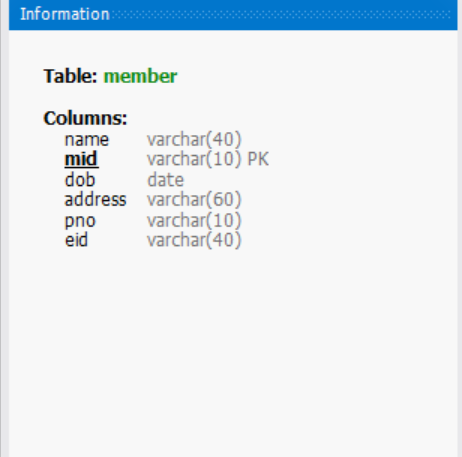 Information
Table: member
Columns:
name varchar(40)
mid varchar(10) PK
dob date
address varchar(60)
pno varchar(10)
eid varchar(40)